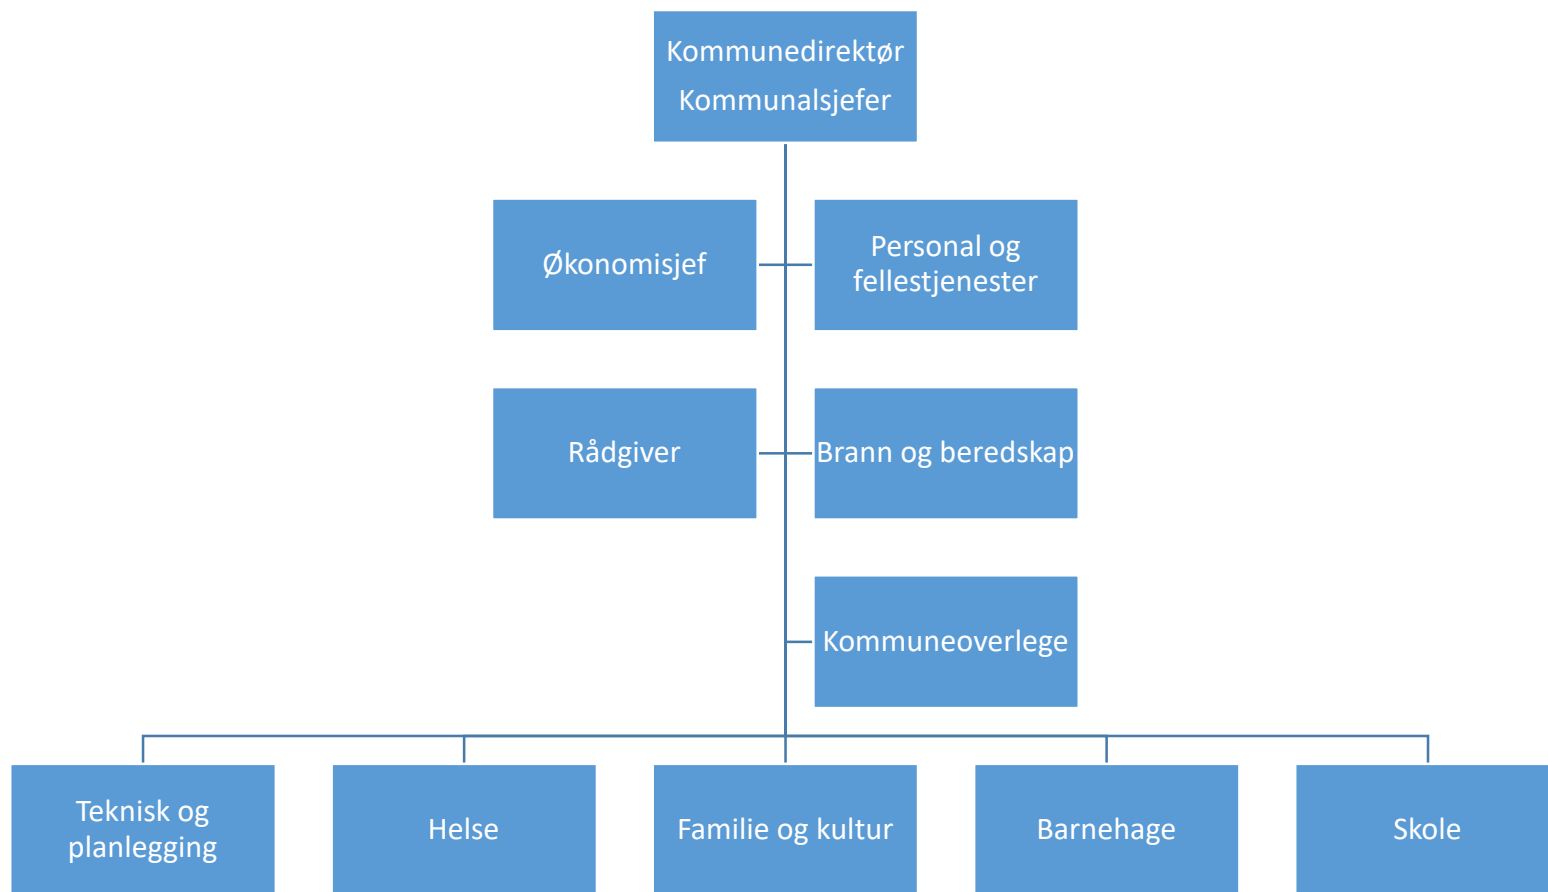 Kommunedirektør
Kommunalsjefer
Økonomisjef
Personal og
fellestjenester
Rådgiver
Brann og beredskap
Kommuneoverlege
Teknisk og
planlegging
Helse
Familie og kultur
Barnehage
Skole